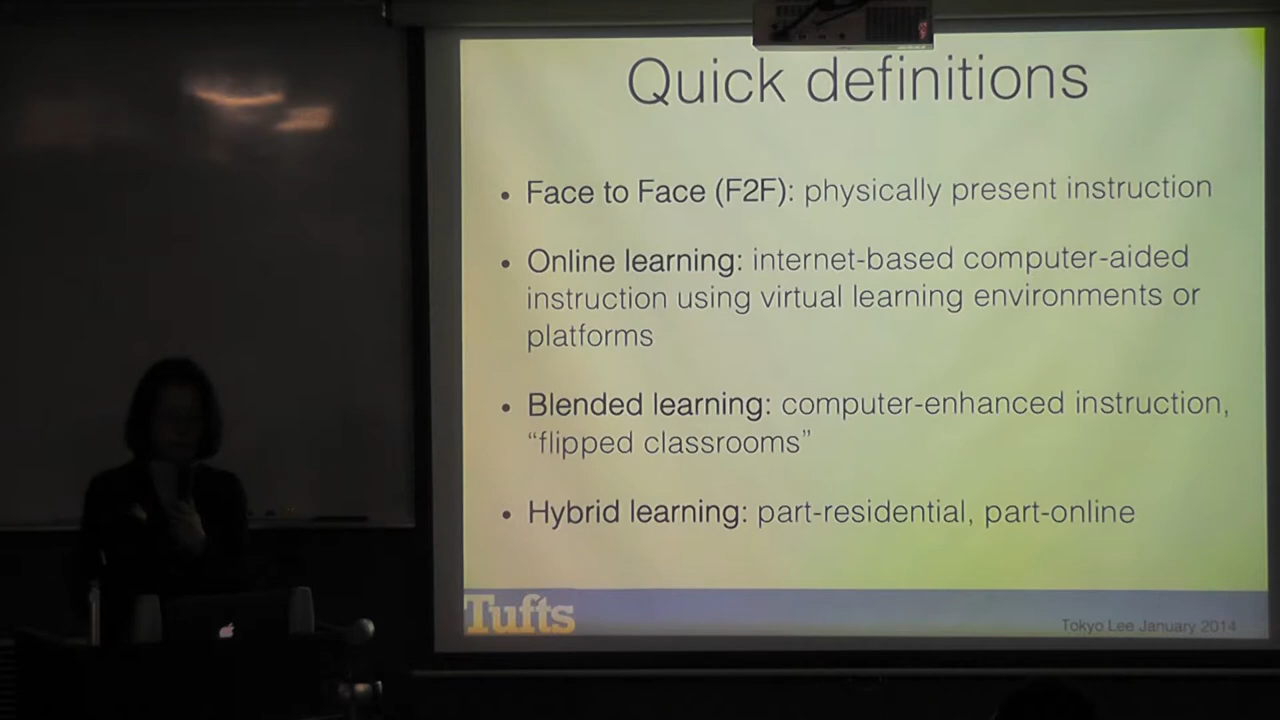 Quick definitions
• Face to Face (F2F): physically present instruction
• Online learning: internet-based computer-aided
instruction using virtual learning environments or
platforms
• Blended learning: computer-enhanced instruction,
“flipped classrooms”
• Hybrid learning: part-residential, part-online
Tufts
Tokyo Lee January 2014